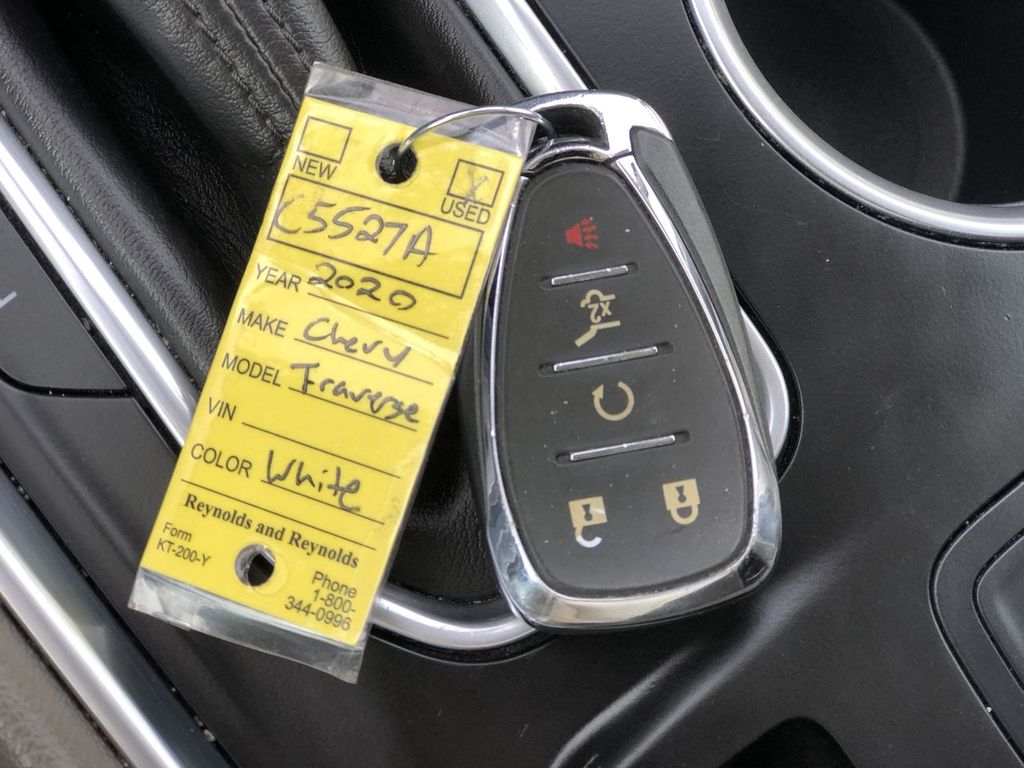 NEW
X
USED
C5527A
YEAR 2020
MAKE Chevy
MODEL Traverse
VIN
COLOR White
Reynolds and Reynolds
Form
KT-200-Y
Phone
1-800-
344-0996
X2